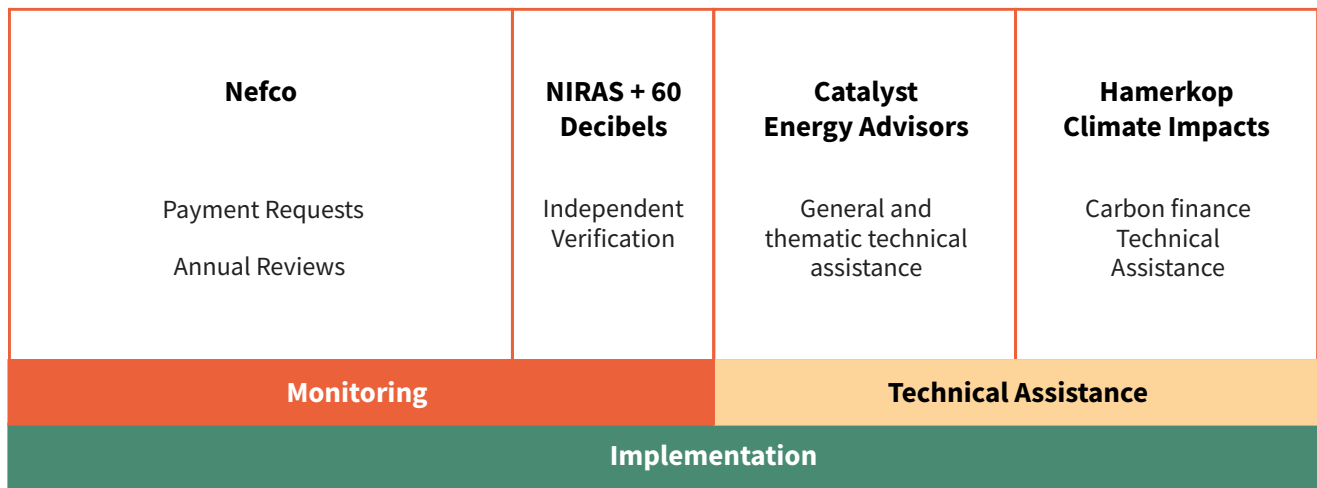 Nefco
Payment Requests
Annual Reviews
NIRAS + 60
Decibels
Independent
Verification
Catalyst
Energy Advisors
General and
thematic technical
assistance
Hamerkop
Climate Impacts
Carbon finance
Technical
Assistance
Monitoring
Technical Assistance
Implementation